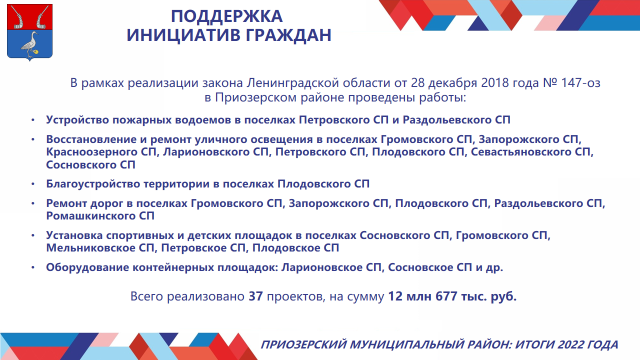 ПОДДЕРЖКА
ИНИЦИАТИВ ГРАЖДАН
В рамках реализации закона Ленинградской области от 28 декабря 2018 года № 147-оз
в Приозерском районе проведены работы:
• Устройство пожарных водоемов в поселках Петровского СП и Раздольевского СП
• Восстановление и ремонт уличного освещения в поселках Громовского СП, Запорожского СП,
Красноозерного СП, Ларионовского СП, Петровского СП, Плодовского СП, Севастьяновского СП,
Сосновского СП
• Благоустройство территории в поселках Плодовского СП
• Ремонт дорог в поселках Громовского СП, Запорожского СП, Плодовского СП, Раздольевского СП,
Ромашкинского СП
• Установка спортивных и детских площадок в поселках Сосновского СП, Громовского СП,
Мельниковское СП, Петровское СП, Плодовское СП
• Оборудование контейнерных площадок: Ларионовское СП, Сосновское СП и др.
Всего реализовано 37 проектов, на сумму 12 млн 677 тыс. руб.
ПРИОЗЕРСКИЙ МУНИЦИПАЛЬНЫЙ РАЙОН: ИТОГИ 2022 ГОДА